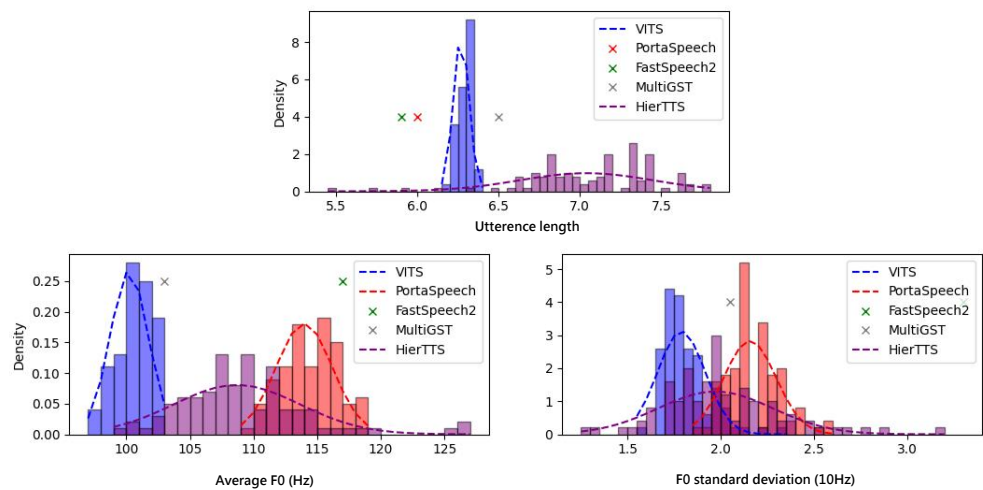 VITS
PortaSpeech
FastSpeech2
MultiGST
HierTTS
Density
8
6
4
2
0
5.5 6.0 6.5 7.0 7.5
Utterence length
VITS
PortaSpeech
FastSpeech2
MultiGST
HierTTS
Density
0.25
0.20
0.15
0.10
0.05
0.00
100 105 110 115 120 125
Average F0 (Hz)
VITS
PortaSpeech
FastSpeech2
MultiGST
HierTTS
5
4
3
2
1
0
1.5 2.0 2.5 3.0
F0 standard deviation (10Hz)